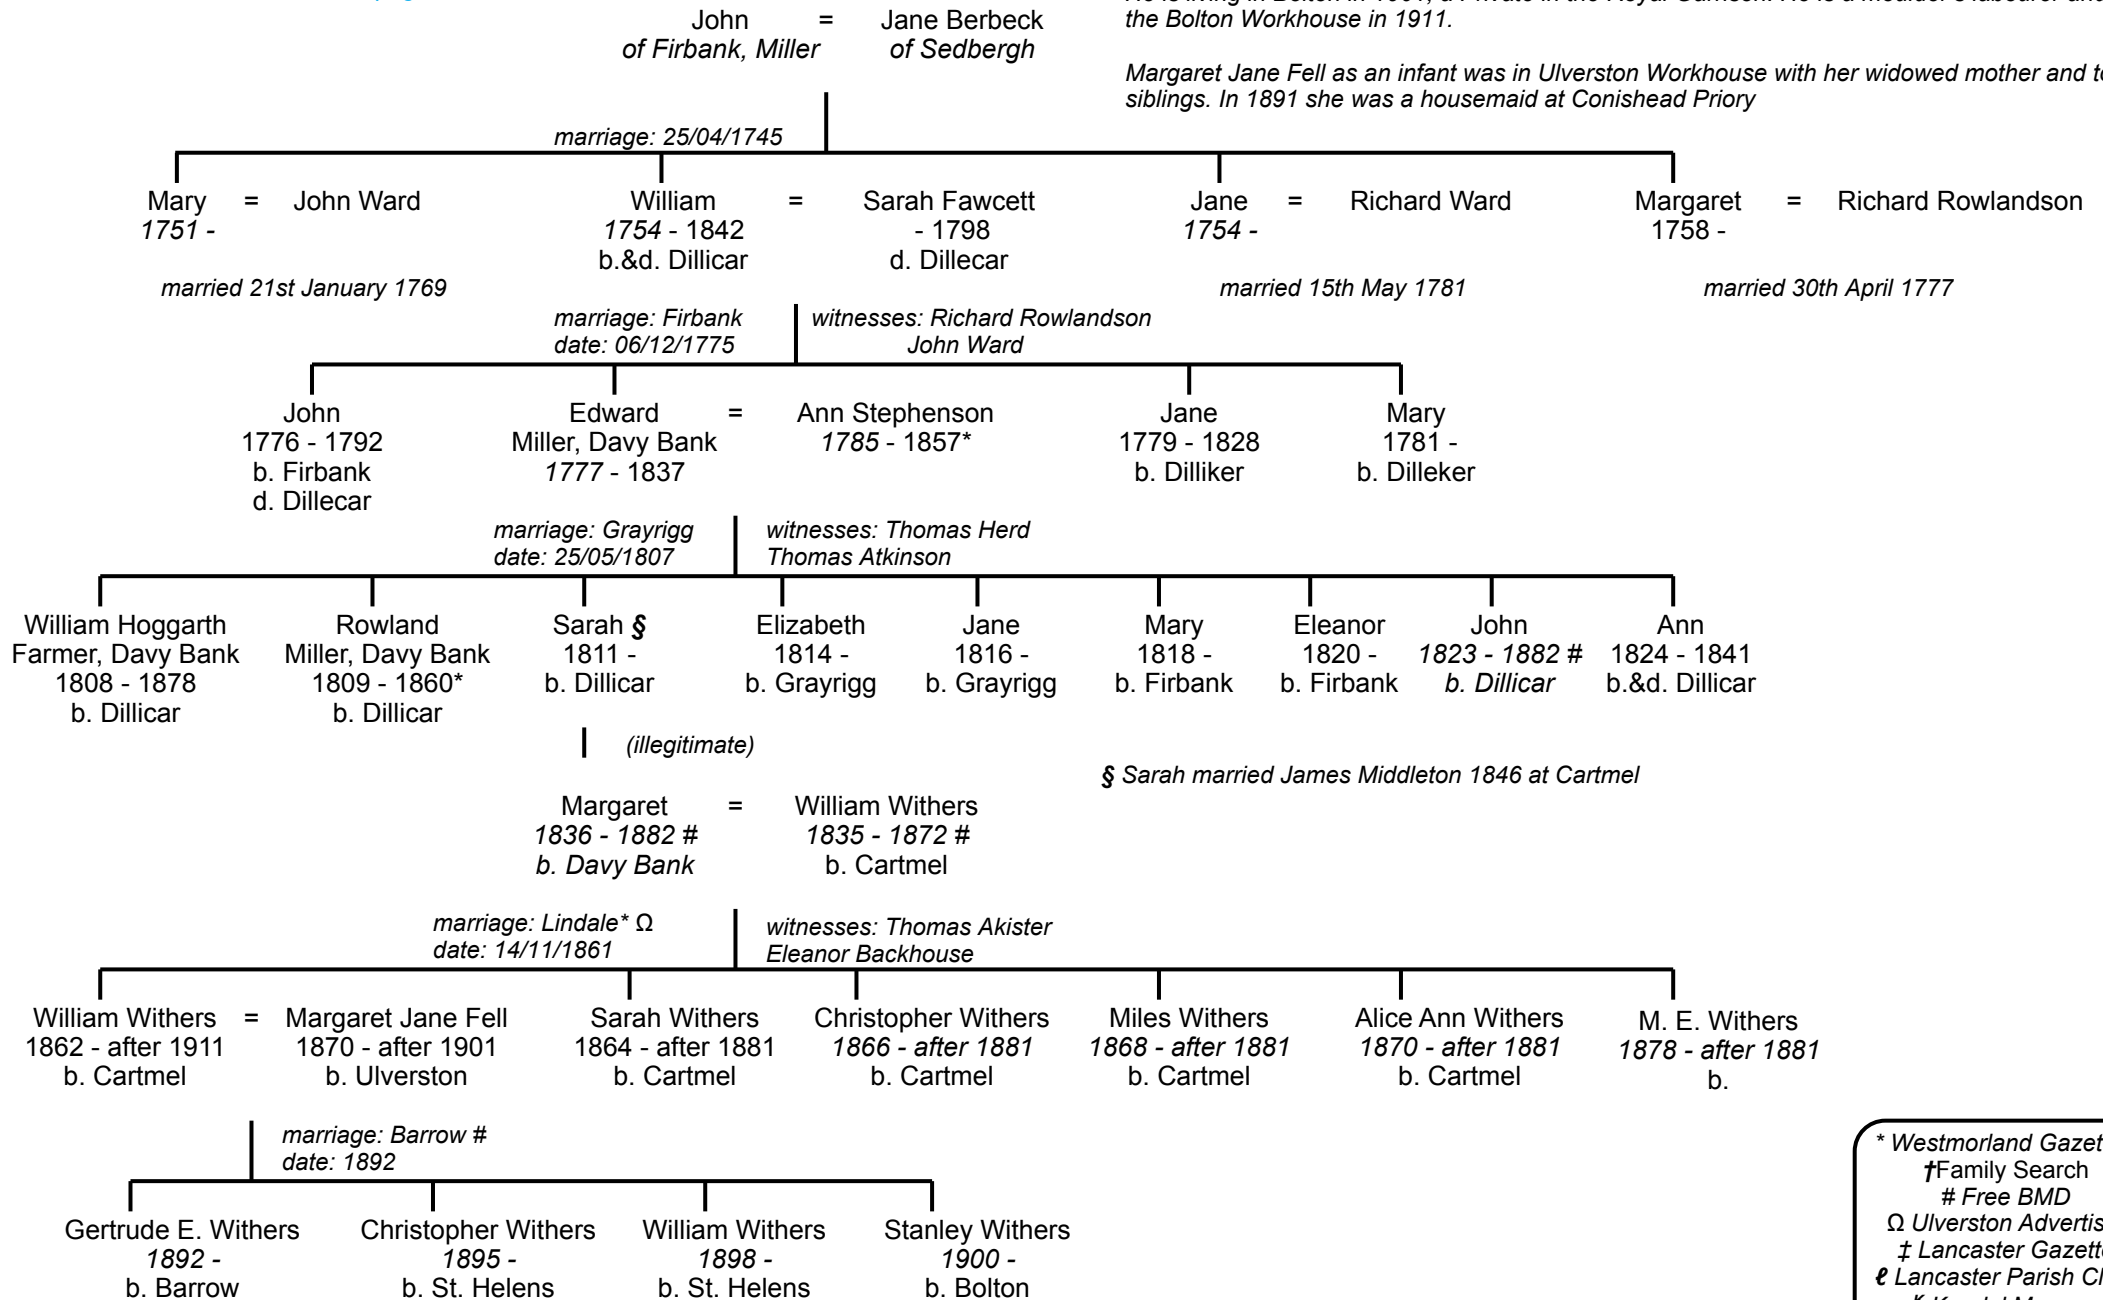 John = Jane Berbeck
of Firbank, Miller of Sedbergh
the Bolton Workhouse in 1911.
Margaret Jane Fell as an infant was in Ulverston Workhouse with her widowed mother and
siblings. In 1891 she was a housemaid at Conishead Priory
marriage: 25/04/1745
Mary = John Ward William = Sarah Fawcett Jane = Richard Ward Margaret = Richard Rowlandson
1751 - 1754 - 1842 - 1798 1754 - 1758 -
b.&d. Dillicar d. Dillecar
married 21st January 1769 married 15th May 1781 married 30th April 1777
marriage: Firbank witnesses: Richard Rowlandson
date: 06/12/1775 John Ward
John Edward = Ann Stephenson Jane Mary
1776 - 1792 Miller, Davy Bank 1785 - 1857* 1779 - 1828 1781 -
b. Firbank 1777 - 1837 b. Dilliker b. Dilleker
d. Dillecar
marriage: Grayrigg witnesses: Thomas Herd
date: 25/05/1807 Thomas Atkinson
William Hoggarth Rowland Sarah § Elizabeth Jane Mary Eleanor John Ann
Farmer, Davy Bank Miller, Davy Bank 1811 - 1814 - 1816 - 1818 - 1820 - 1823 - 1882 # 1824 - 1841
1808 - 1878 1809 - 1860* b. Dillicar b. Grayrigg b. Grayrigg b. Firbank b. Firbank b. Dillicar b.&d. Dillicar
b. Dillicar b. Dillicar
(illegitimate)
§ Sarah married James Middleton 1846 at Cartmel
Margaret = William Withers
1836 - 1882 # 1835 - 1872 #
b. Davy Bank b. Cartmel
marriage: Lindale* Ω witnesses: Thomas Akister
date: 14/11/1861 Eleanor Backhouse
William Withers = Margaret Jane Fell Sarah Withers Christopher Withers Miles Withers Alice Ann Withers M. E. Withers
1862 - after 1911 1870 - after 1901 1864 - after 1881 1866 - after 1881 1868 - after 1881 1870 - after 1881 1878 - after 1881
b. Cartmel b. Ulverston b. Cartmel b. Cartmel b. Cartmel b. Cartmel b.
marriage: Barrow #
date: 1892
Gertrude E. Withers Christopher Withers William Withers Stanley Withers
1892 - 1895 - 1898 - 1900 -
b. Barrow b. St. Helens b. St. Helens b. Bolton
* Westmorland
†Family Search
# Free BMD
Ω Ulverston
‡ Lancaster
ℓ Lancaster Parish